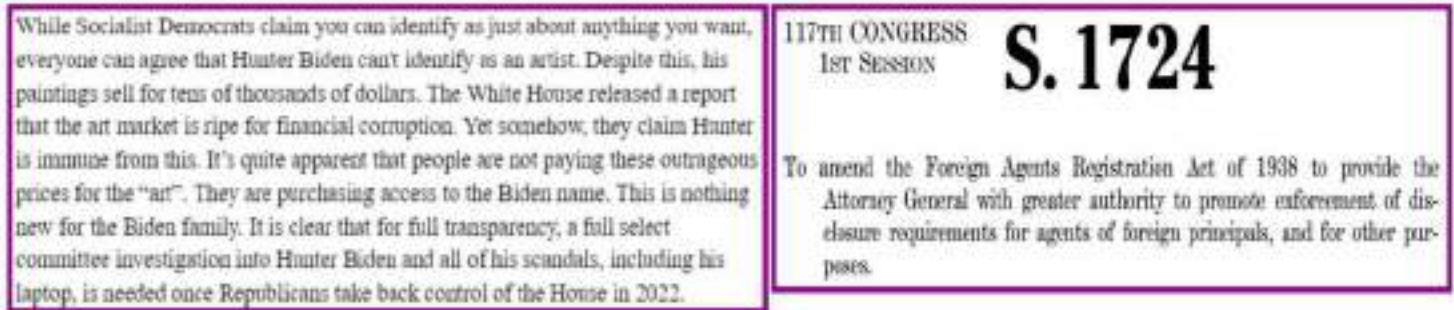 While Socialist Democrats claim you can identify as just about anything you want,
everyone can agree that Hunter Biden can't identify as an artist. Despite this, his
paintings sell for tens of thousands of dollars. The White House released a report
that the art market is ripe for financial corruption. Yet somehow, they claim Hunter
is immune from this. It's quite apparent that people are not paying these outrageous
prices for the “art”. They are purchasing access to the Biden name. This is nothing
new for the Biden family. It is clear that for full transparency, a full select
committee investigation into Hunter Biden and all of his scandals, including his
laptop, is needed once Republicans take back control of the House in 2022.
117TH CONGRESS
1ST SESSION
S. 1724
To amend the Foreign Agents Registration Act of 1938 to provide the
Attorney General with greater authority to promote enforcement of dis-
closure requirements for agents of foreign principals, and for other pur-
poses.